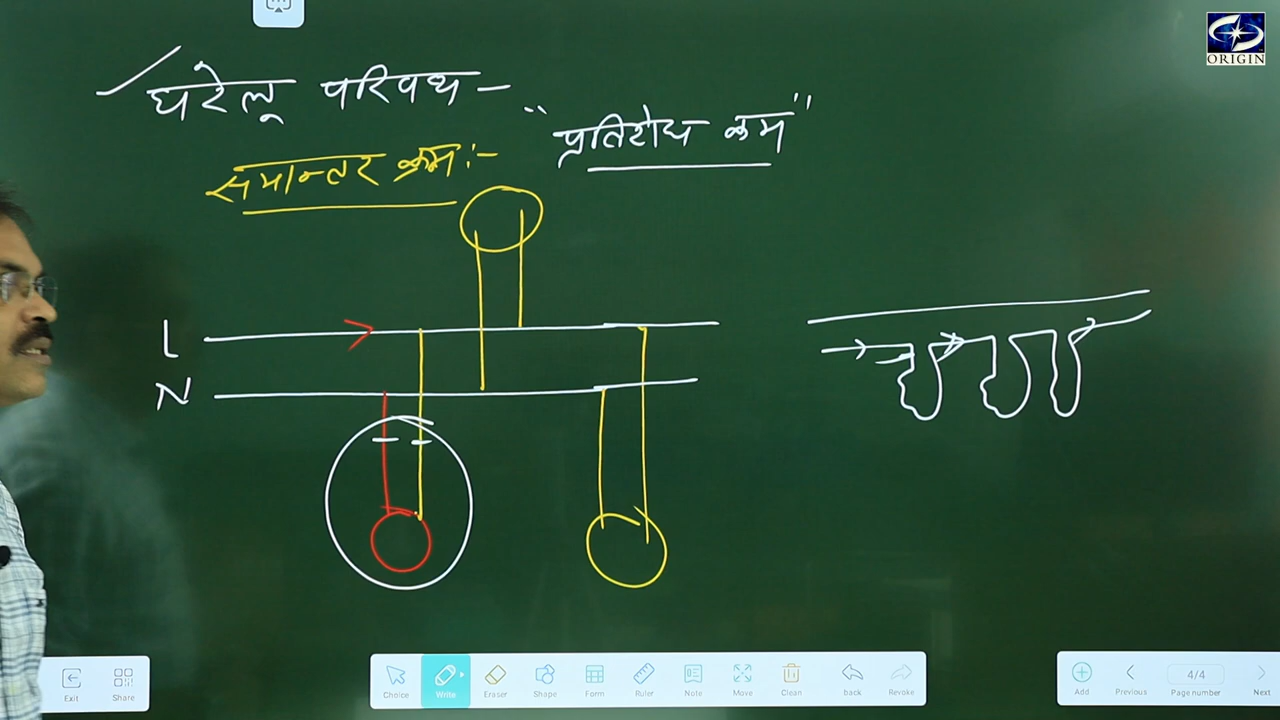 ORIGIN
घरेलू परिपथ -
"प्रतिरोध कम"
समान्तर क्रम :-
L
N
Exit
Share
Choice
Write
Eraser
Shape
Form
Ruler
Note
Move
Clean
back
Revoke
Add
Previous
4/4
Page number
Next